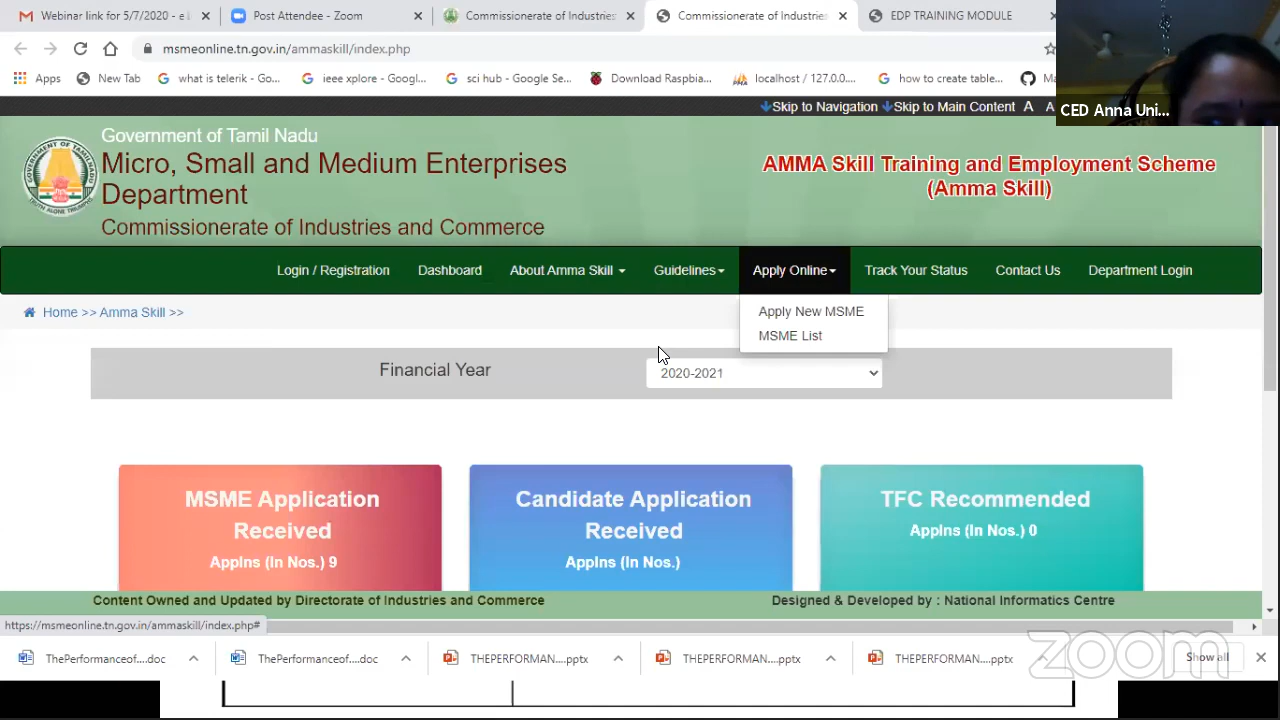 Webinar link for 5/7/2020 - e
Post Attendee - Zoom
Commissionerate of Industries
Commissionerate of Industries
EDP TRAINING MODULE
msmeonline.tn.gov.in/ammaskill/index.php
Apps
New Tab
what is telerik - Go...
ieee xplore - Googl...
sci hub - Google Se...
Download Raspbia...
localhost / 127.0.0....
how to create table...
CED Anna Uni...
Skip to Navigation Skip to Main Content A A
Government of Tamil Nadu
Micro, Small and Medium Enterprises
Department
Commissionerate of Industries and Commerce
AMMA Skill Training and Employment Scheme
(Amma Skill)
Login / Registration
Dashboard
About Amma Skill
Guidelines
Apply Online
Track Your Status
Contact Us
Department Login
Home >> Amma Skill >>
Apply New MSME
MSME List
Financial Year
2020-2021
MSME Application
Received
Applns (In Nos.) 9
Candidate Application
Received
Applns (In Nos.)
TFC Recommended
Applns (In Nos.) 0
Content Owned and Updated by Directorate of Industries and Commerce
Designed & Developed by : National Informatics Centre
https://msmeonline.tn.gov.in/ammaskill/index.php#
ThePerformanceof....doc
ThePerformanceof....doc
THEPERFORMAN....pptx
THEPERFORMAN....pptx
THEPERFORMAN....pptx
Show all
zoom